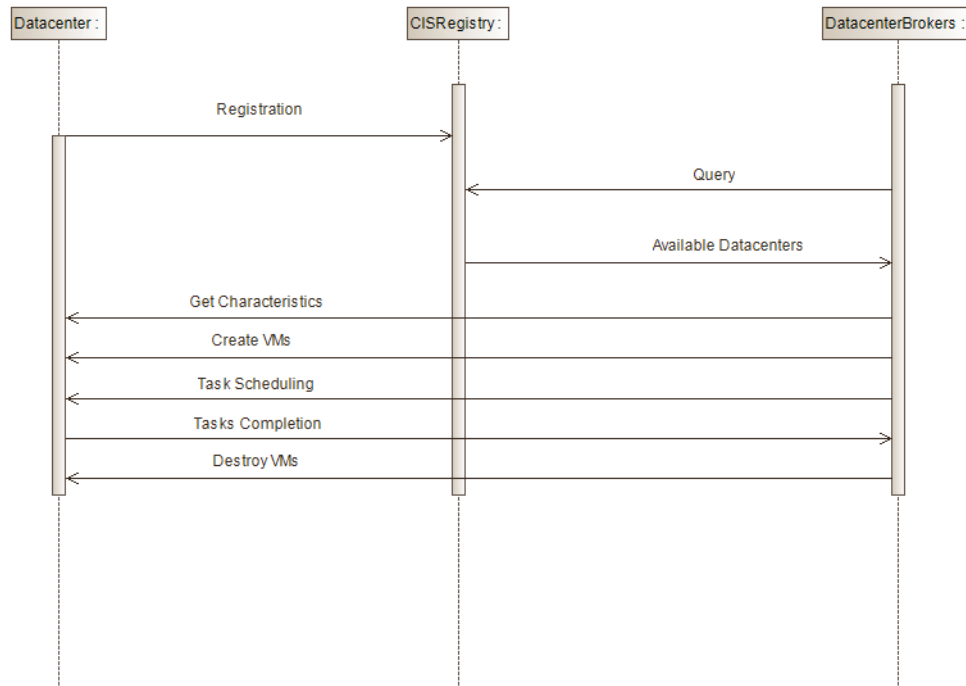 Datacenter :
CISRegistry :
DatacenterBrokers :
Registration
Query
Available Datacenters
Get Characteristics
Create VMs
Task Scheduling
Tasks Completion
Destroy VMs